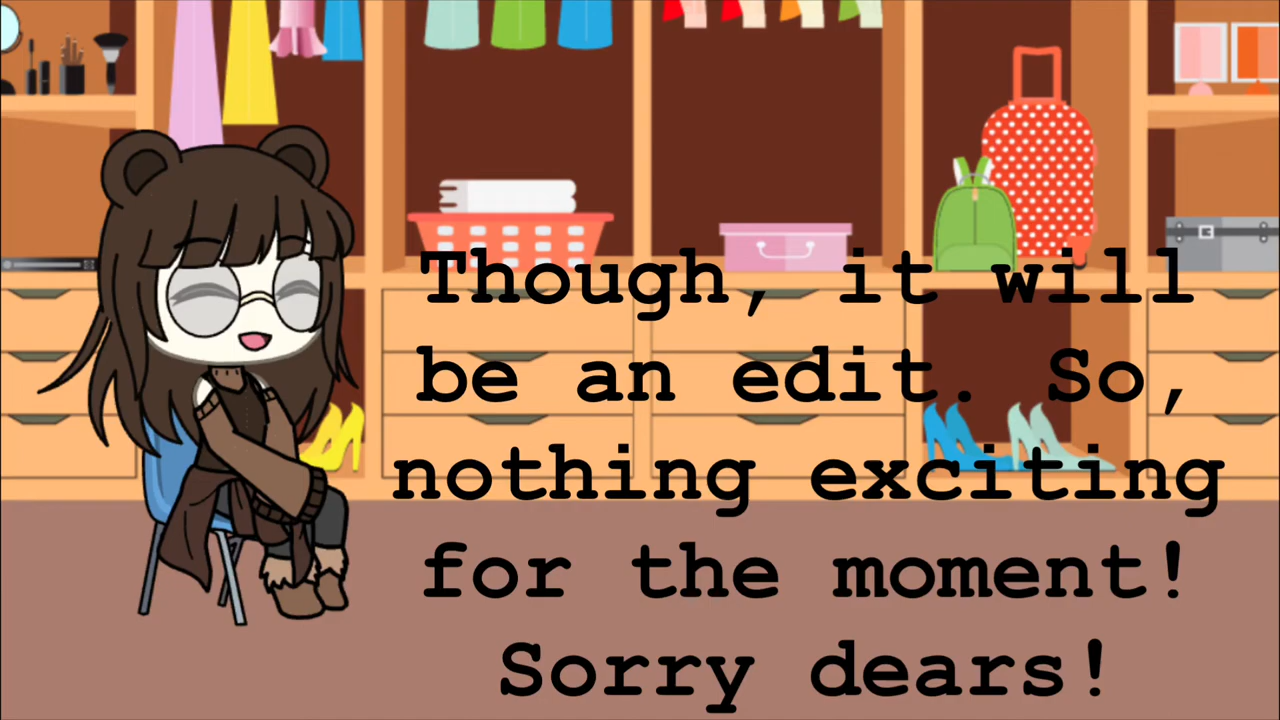 Though, it will
be an edit. So,
nothing exciting
for the moment!
Sorry dears!